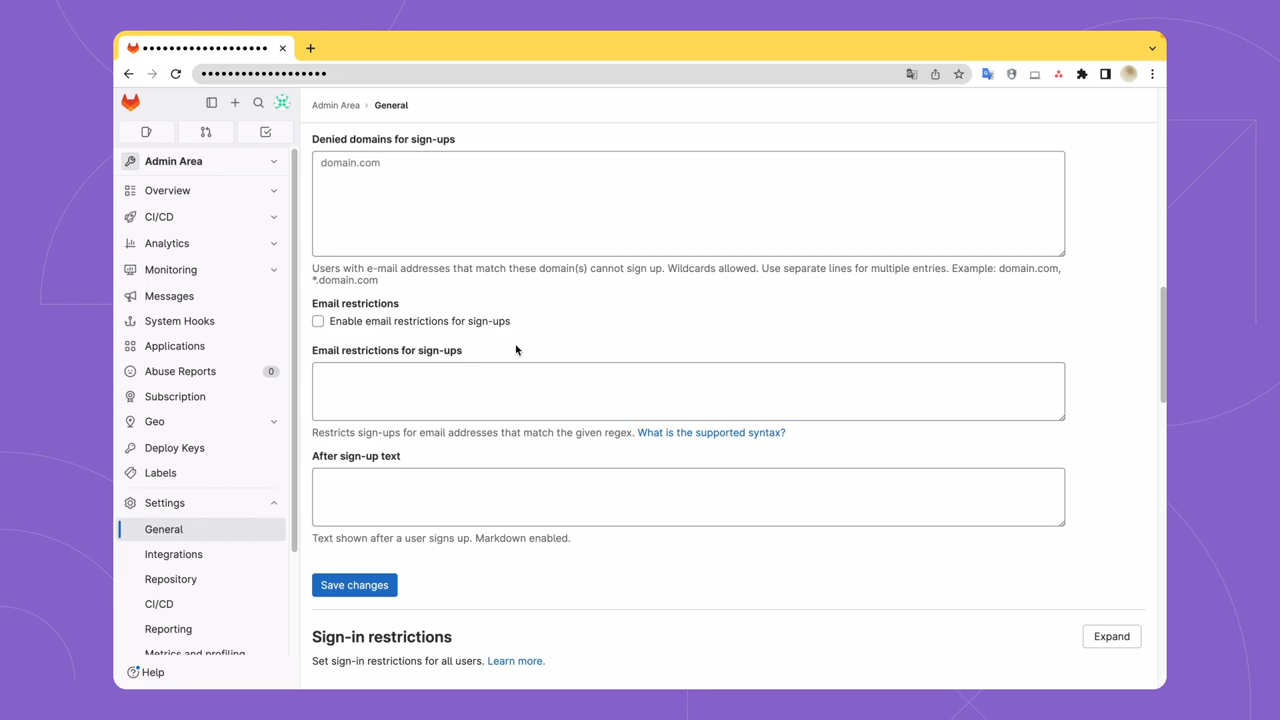 Admin Area
General
Admin Area
Overview
CI/CD
Analytics
Monitoring
Messages
System Hooks
Applications
Abuse Reports 0
Subscription
Geo
Deploy Keys
Labels
Settings
General
Integrations
Repository
CI/CD
Reporting
Metrics and profiling
Help
Denied domains for sign-ups
domain.com
Users with e-mail addresses that match these domain(s) cannot sign up. Wildcards allowed. Use separate lines for multiple entries. Example: domain.com,
*.domain.com
Email restrictions
Enable email restrictions for sign-ups
Email restrictions for sign-ups
Restricts sign-ups for email addresses that match the given regex. What is the supported syntax?
After sign-up text
Text shown after a user signs up. Markdown enabled.
Save changes
Sign-in restrictions
Expand
Set sign-in restrictions for all users. Learn more.